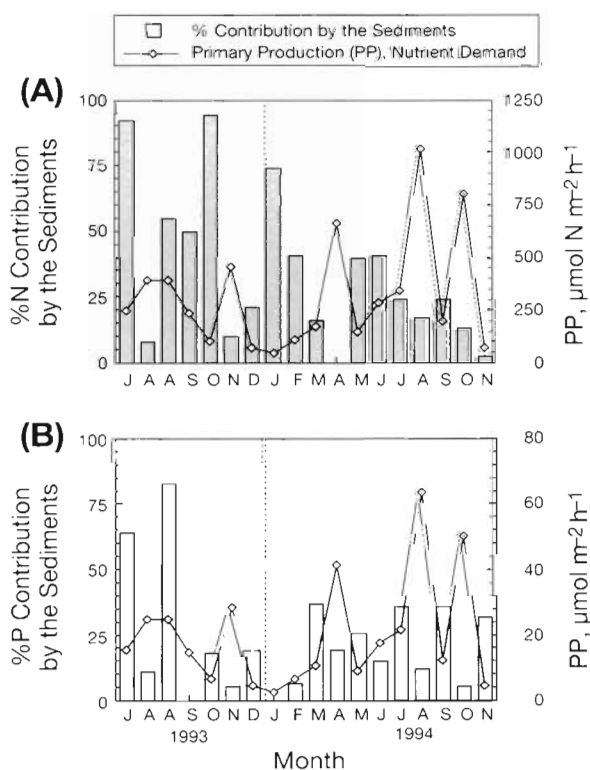 % Contribution by the Sediments
Primary Production (PP), Nutrient Demand
(A)
%N Contribution
by the Sediments
100
75
50
25
0
1250
1000
750
500
250
0
PP, µmol N m–2 h–1
J A A S O N D J F M A M J J A S O N
(B)
%P Contribution
by the Sediments
100
75
50
25
0
80
60
40
20
0
PP, µmol m–2 h–1
J A A S O N D J F M A M J J A S O N
1993 1994
Month